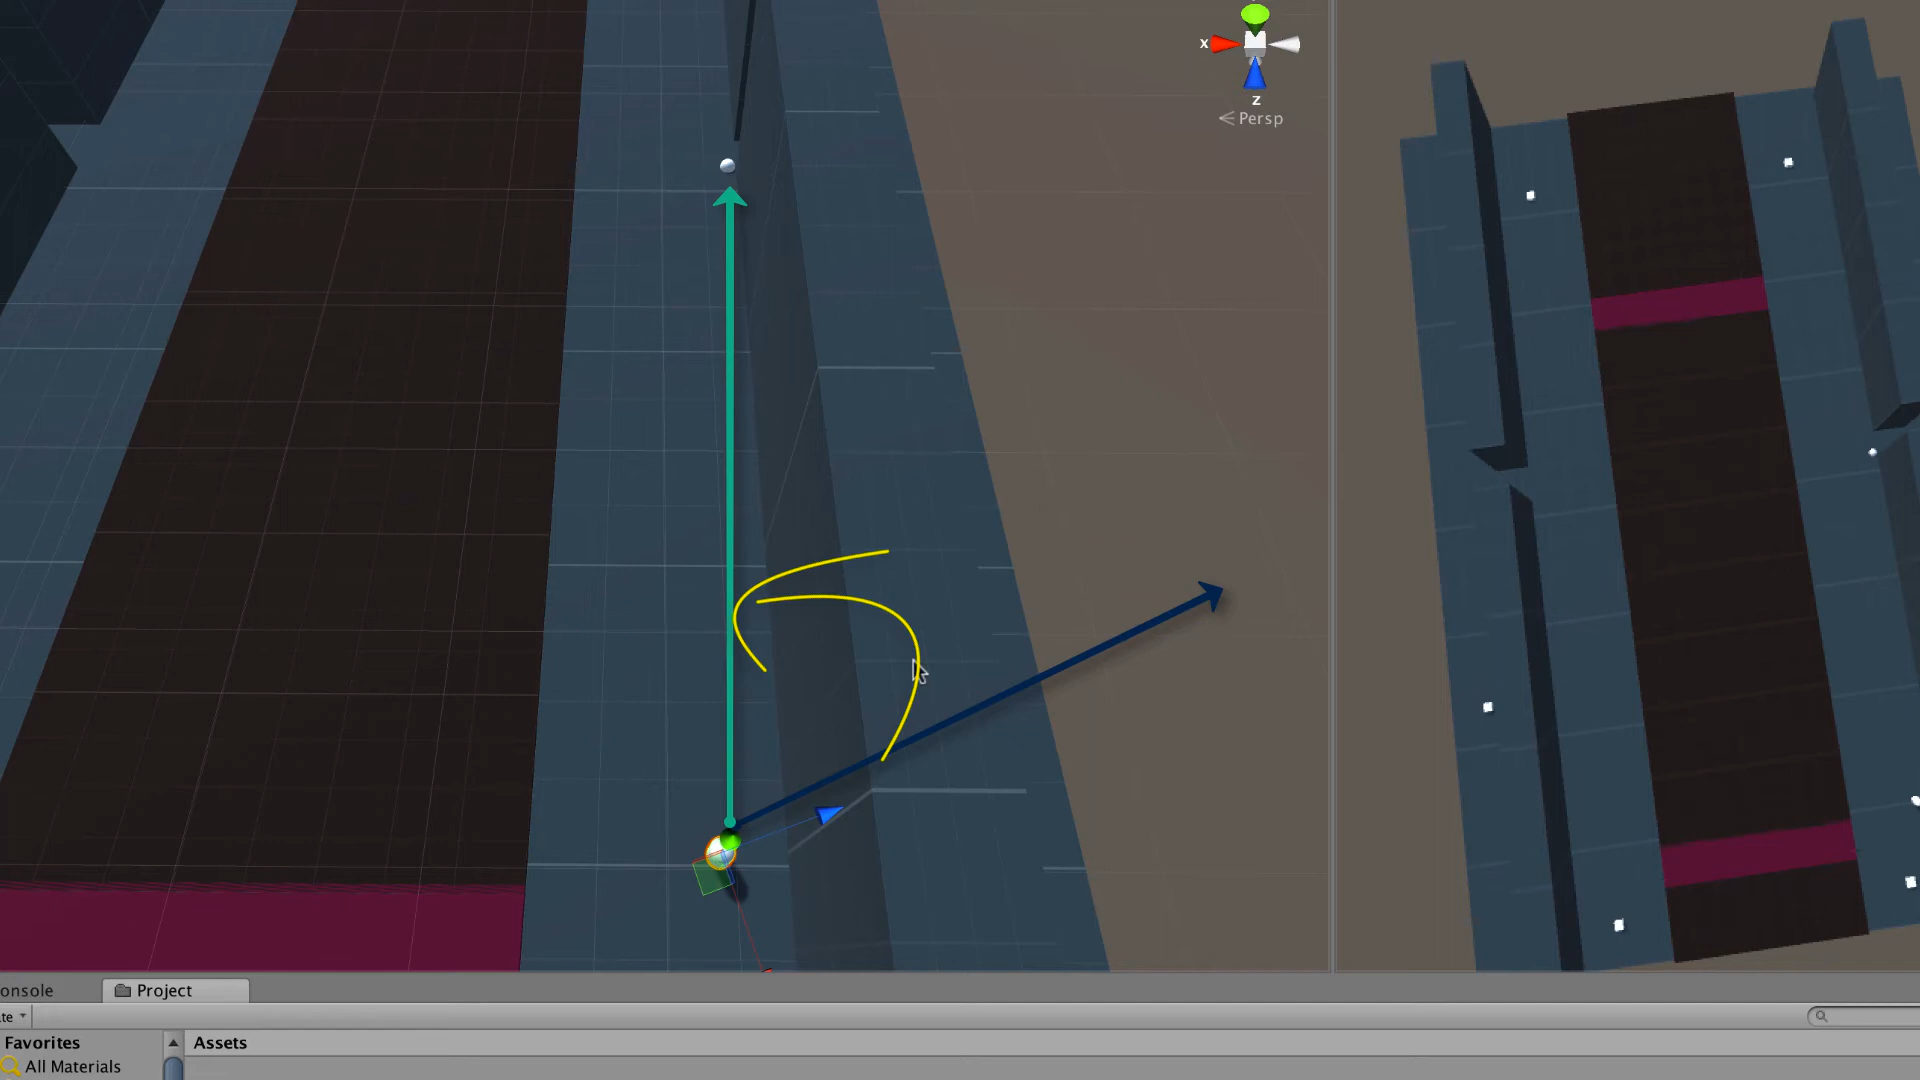 x
z
Persp
onsole
Project
te
Favorites
Assets
All Materials